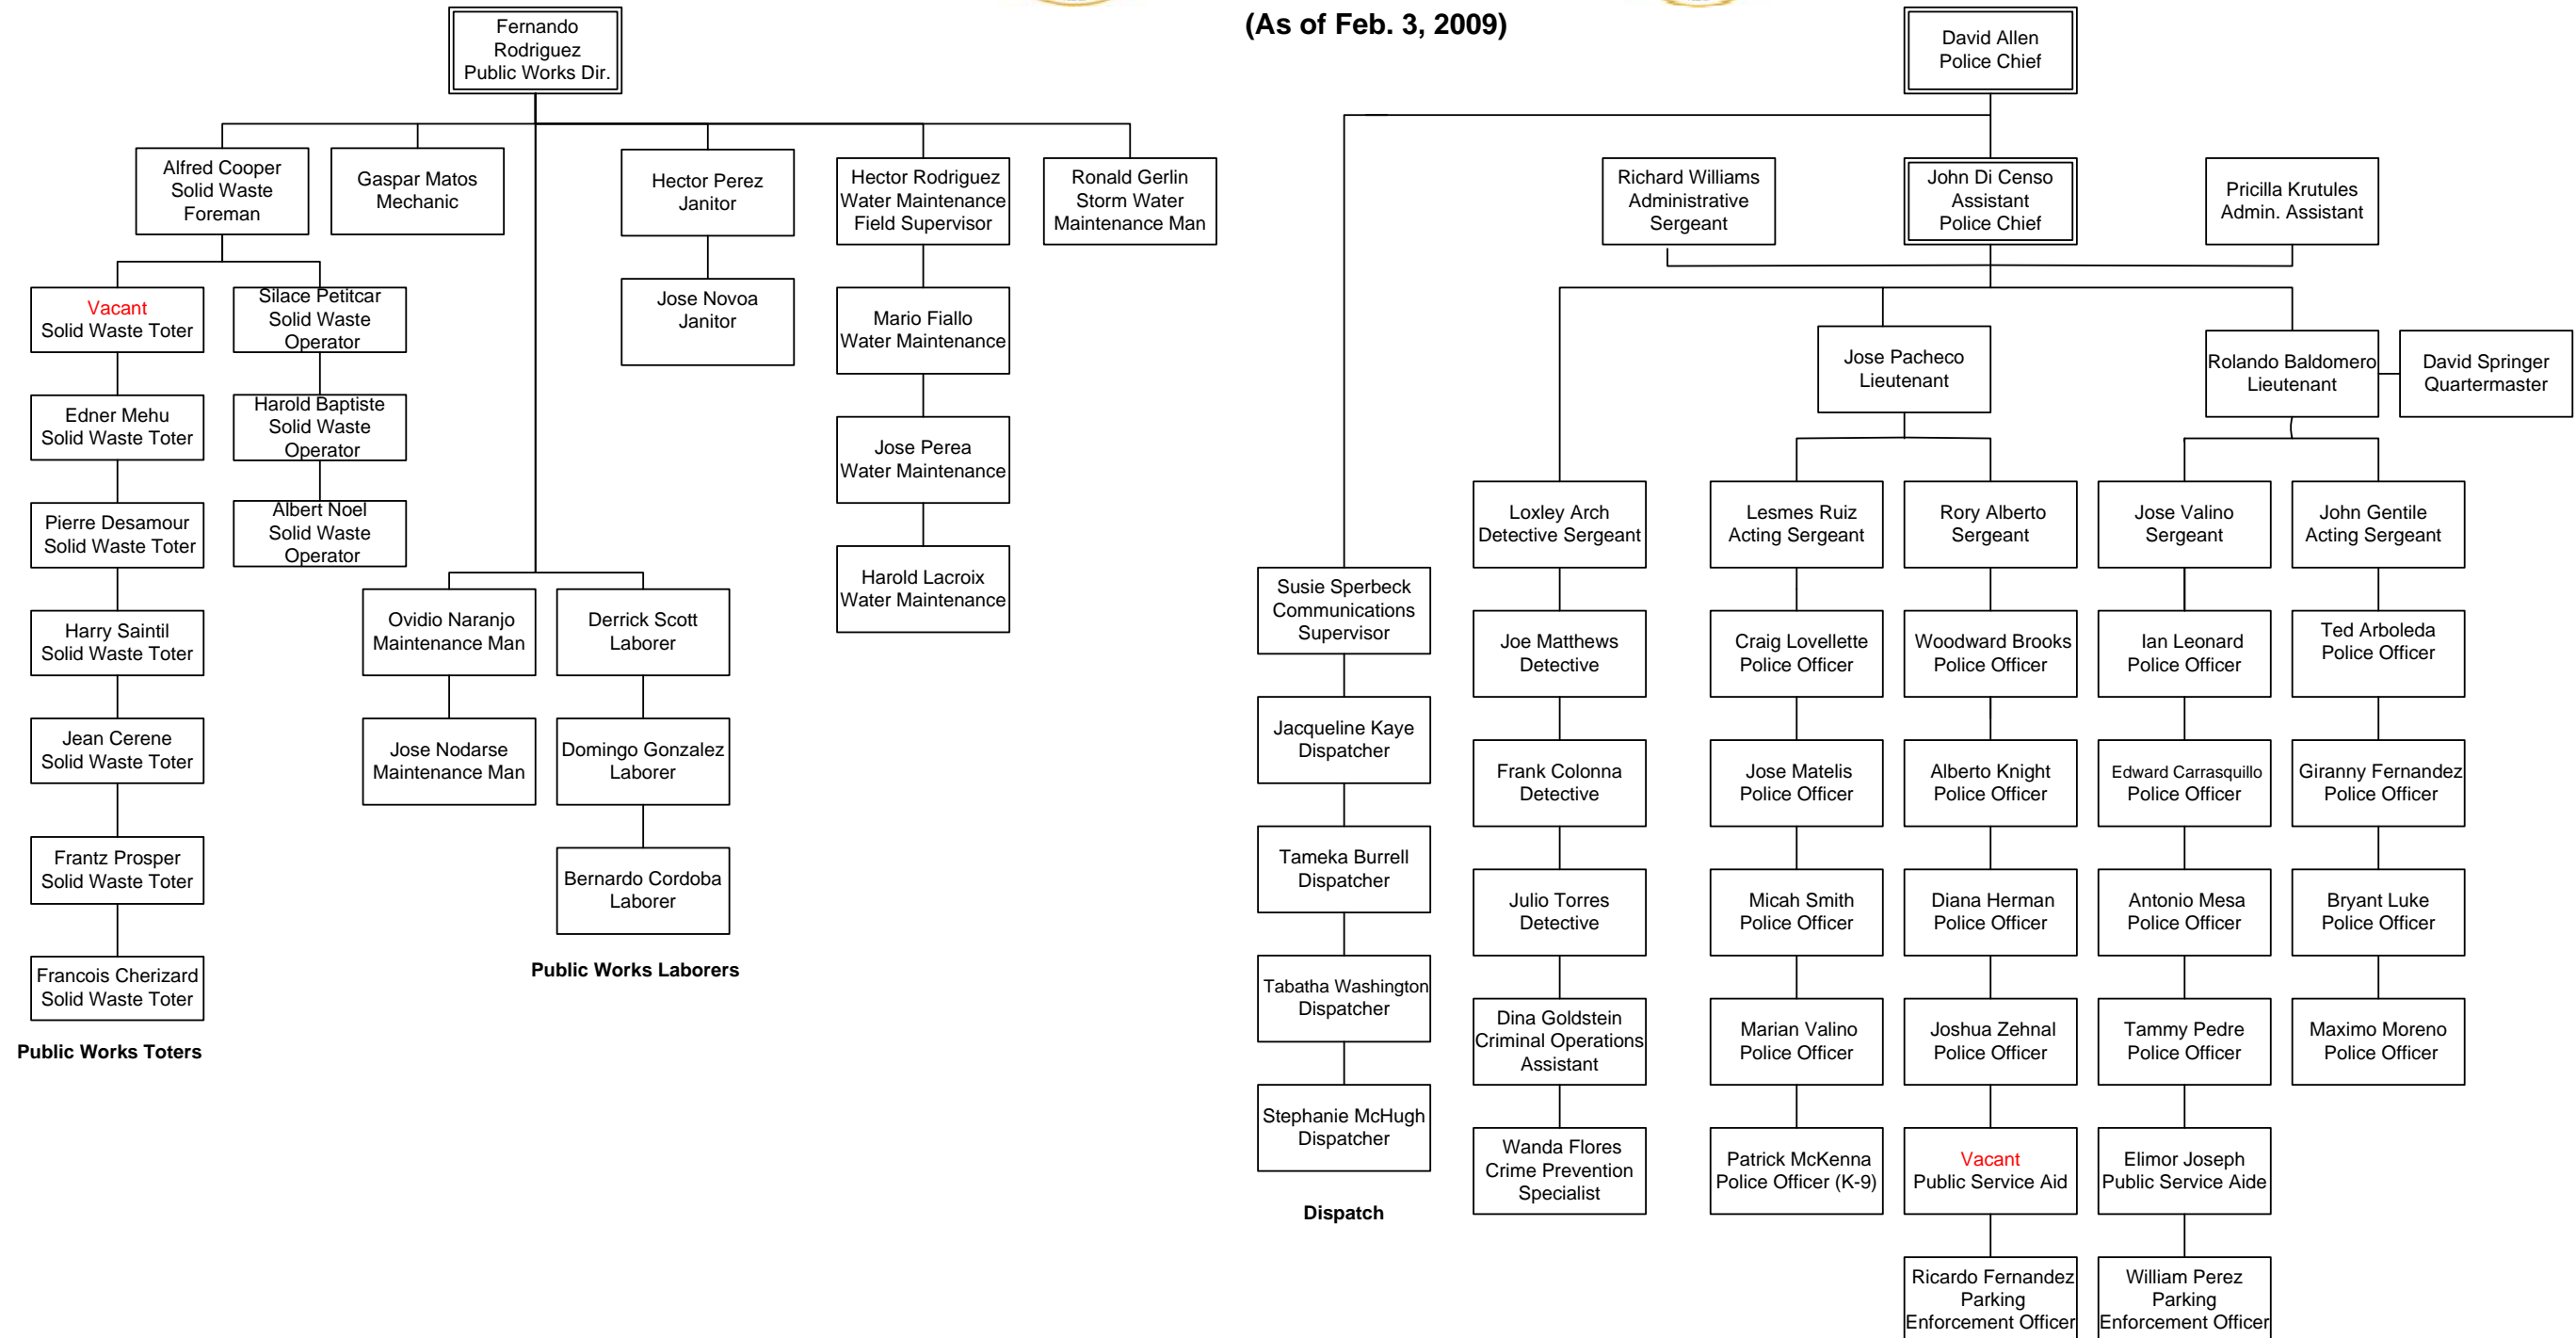 (As of Feb. 3, 2009)
Fernando
Rodriguez
Public Works Dir.
Alfred Cooper
Solid Waste
Foreman
Gaspar Matos
Mechanic
Hector Perez
Janitor
Hector Rodriguez
Water Maintenance
Field Supervisor
Ronald Gerlin
Storm Water
Maintenance Man
Vacant
Solid Waste Toter
Edner Mehu
Solid Waste Toter
Pierre Desamour
Solid Waste Toter
Harry Saintil
Solid Waste Toter
Jean Cerene
Solid Waste Toter
Frantz Prosper
Solid Waste Toter
Francois Cherizard
Solid Waste Toter
Public Works Toters
Silace Petitcar
Solid Waste
Operator
Harold Baptiste
Solid Waste
Operator
Albert Noel
Solid Waste
Operator
Ovidio Naranjo
Maintenance Man
Jose Nodarse
Maintenance Man
Derrick Scott
Laborer
Domingo Gonzalez
Laborer
Bernardo Cordoba
Laborer
Public Works Laborers
Jose Novoa
Janitor
Mario Fiallo
Water Maintenance
Jose Perea
Water Maintenance
Harold Lacroix
Water Maintenance
David Allen
Police Chief
Richard Williams
Administrative
Sergeant
John Di Censo
Assistant
Police Chief
Pricilla Krutules
Admin. Assistant
Jose Pacheco
Lieutenant
Rolando Baldomero
Lieutenant
David Springer
Quartermaster
Susie Sperbeck
Communications
Supervisor
Jacqueline Kaye
Dispatcher
Tameka Burrell
Dispatcher
Tabatha Washington
Dispatcher
Stephanie McHugh
Dispatcher
Dispatch
Loxley Arch
Detective Sergeant
Joe Matthews
Detective
Frank Colonna
Detective
Julio Torres
Detective
Dina Goldstein
Criminal Operations
Assistant
Wanda Flores
Crime Prevention
Specialist
Lesmes Ruiz
Acting Sergeant
Craig Lovellette
Police Officer
Jose Matelis
Police Officer
Micah Smith
Police Officer
Marian Valino
Police Officer
Patrick McKenna
Police Officer (K-9)
Rory Alberto
Sergeant
Woodward Brooks
Police Officer
Alberto Knight
Police Officer
Diana Herman
Police Officer
Joshua Zehnal
Police Officer
Vacant
Public Service Aid
Ricardo Fernandez
Parking
Enforcement Officer
Jose Valino
Sergeant
Ian Leonard
Police Officer
Edward Carrasquillo
Police Officer
Antonio Mesa
Police Officer
Tammy Pedre
Police Officer
Elimor Joseph
Public Service Aide
William Perez
Parking
Enforcement Officer
John Gentile
Acting Sergeant
Ted Arboleda
Police Officer
Giranny Fernandez
Police Officer
Bryant Luke
Police Officer
Maximo Moreno
Police Officer